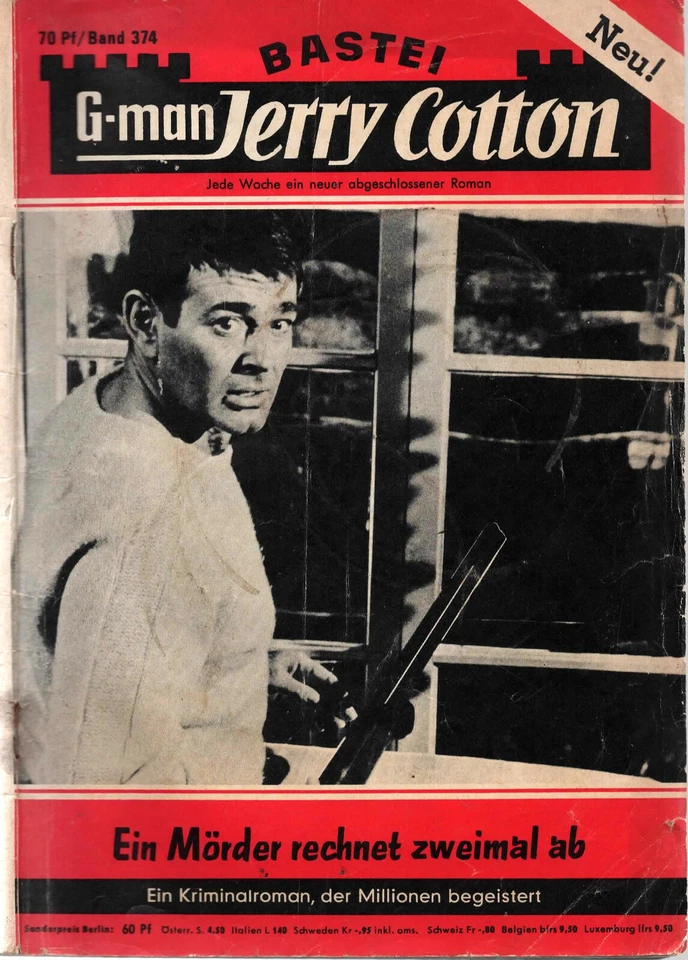 70 Pf/Band 374
BASTEI
Neu!
G-man Jerry Cotton
Jede Woche ein neuer abgeschlossener Roman
Ein Mörder rechnet zweimal ab
Ein Kriminalroman, der Millionen begeistert
Sonderpreis Berlin: 60 Pf Österr. S. 4.50 Italien L 140 Schweden Kr -,95 inkl. oms. Schweiz Fr -,80 Belgien bfrs 9,50 Luxemburg lfrs 9,50